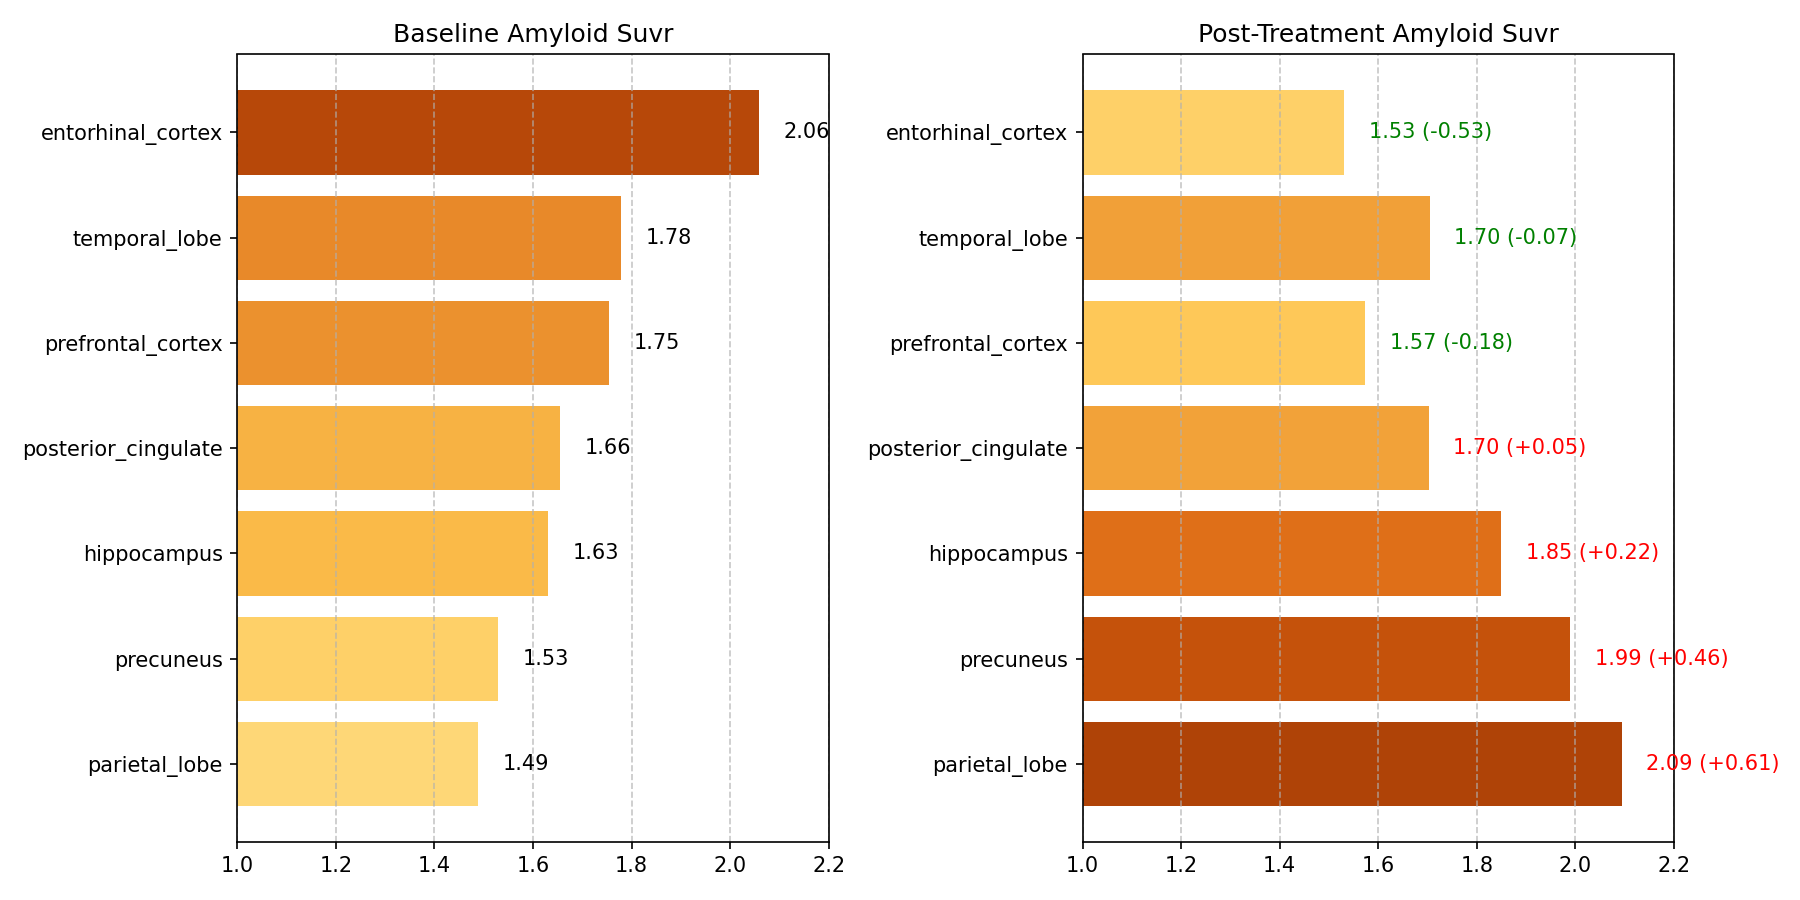 Baseline Amyloid Suvr
entorhinal_cortex
2.06
temporal_lobe
1.78
prefrontal_cortex
1.75
posterior_cingulate
1.66
hippocampus
1.63
precuneus
1.53
parietal_lobe
1.49
1.0 1.2 1.4 1.6 1.8 2.0 2.2
Post-Treatment Amyloid Suvr
entorhinal_cortex
1.53 (-0.53)
temporal_lobe
1.70 (-0.07)
prefrontal_cortex
1.57 (-0.18)
posterior_cingulate
1.70 (+0.05)
hippocampus
1.85 (+0.22)
precuneus
1.99 (+0.46)
parietal_lobe
2.09 (+0.61)
1.0 1.2 1.4 1.6 1.8 2.0 2.2